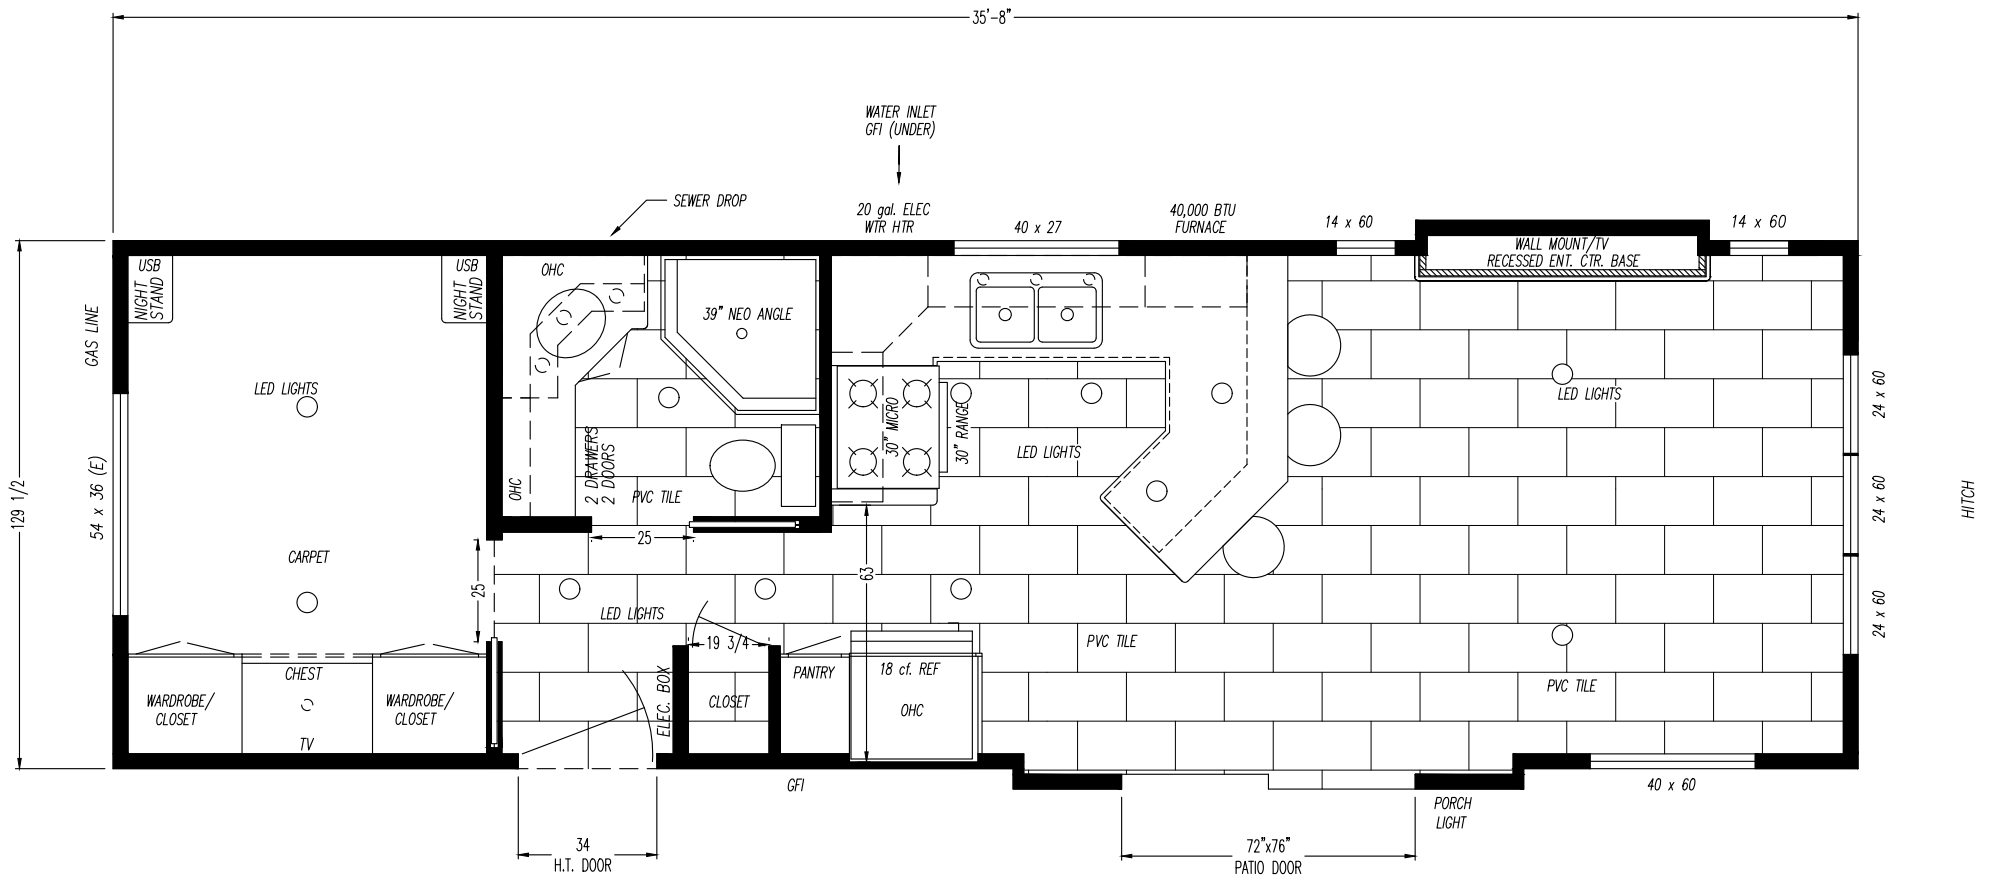 35'-8"
WATER INLET
GFI (UNDER)
SEWER DROP
20 gal. ELEC
WTR HTR
40 x 27
40,000 BTU
FURNACE
14 x 60
14 x 60
WALL MOUNT/TV
RECESSED ENT. CTR. BASE
USB
NIGHT
STAND
USB
NIGHT
STAND
OHC
39" NEO ANGLE
GAS LINE
LED LIGHTS
30" MICRO
30" RANGE
LED LIGHTS
24 x 60
2 DRAWERS
2 DOORS
LED LIGHTS
54 x 36 (E)
129 1/2
OHC
PVC TILE
24 x 60
HITCH
25
CARPET
25
63
LED LIGHTS
24 x 60
19 3/4
PVC TILE
CHEST
PANTRY
18 cf. REF
PVC TILE
WARDROBE/
CLOSET
WARDROBE/
CLOSET
ELEC. BOX
CLOSET
OHC
TV
GFI
40 x 60
PORCH
LIGHT
34
H.T. DOOR
72"x76"
PATIO DOOR